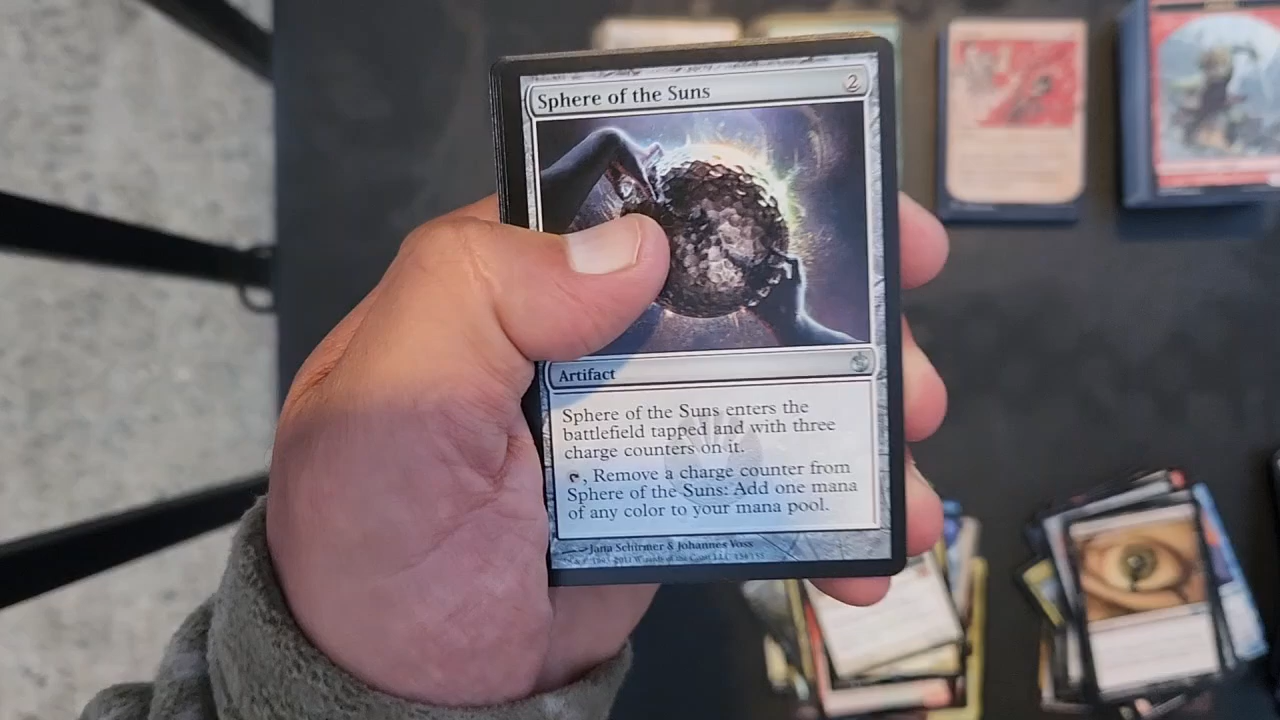 Sphere of the Suns 2
Artifact
Sphere of the Suns enters the
battlefield tapped and with three
charge counters on it.
, Remove a charge counter from
Sphere of the Suns: Add one mana
of any color to your mana pool.
Jana Schirmer & Johannes Voss